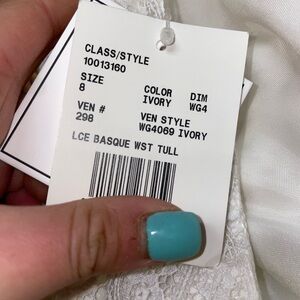 CLASS/STYLE
10013160
SIZE COLOR DIM
8 IVORY WG4
VEN # VEN STYLE
298 WG4069 IVORY
LCE BASQUE WST TULL